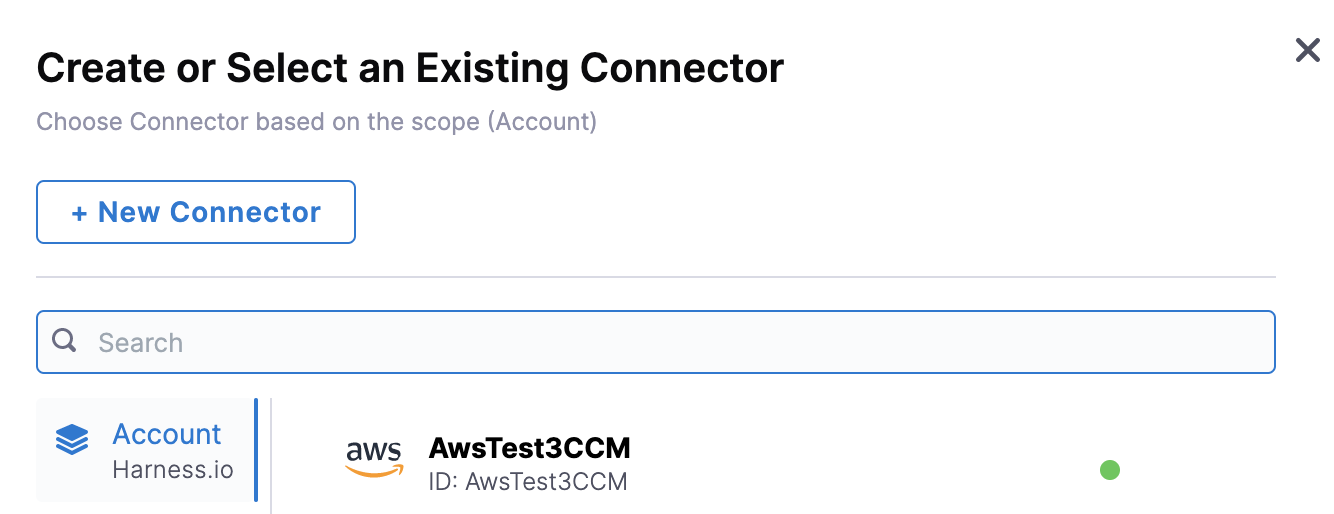 Create or Select an Existing Connector
Choose Connector based on the scope (Account)
+ New Connector
Search
Account
Harness.io
aws
AwsTest3CCM
ID: AwsTest3CCM